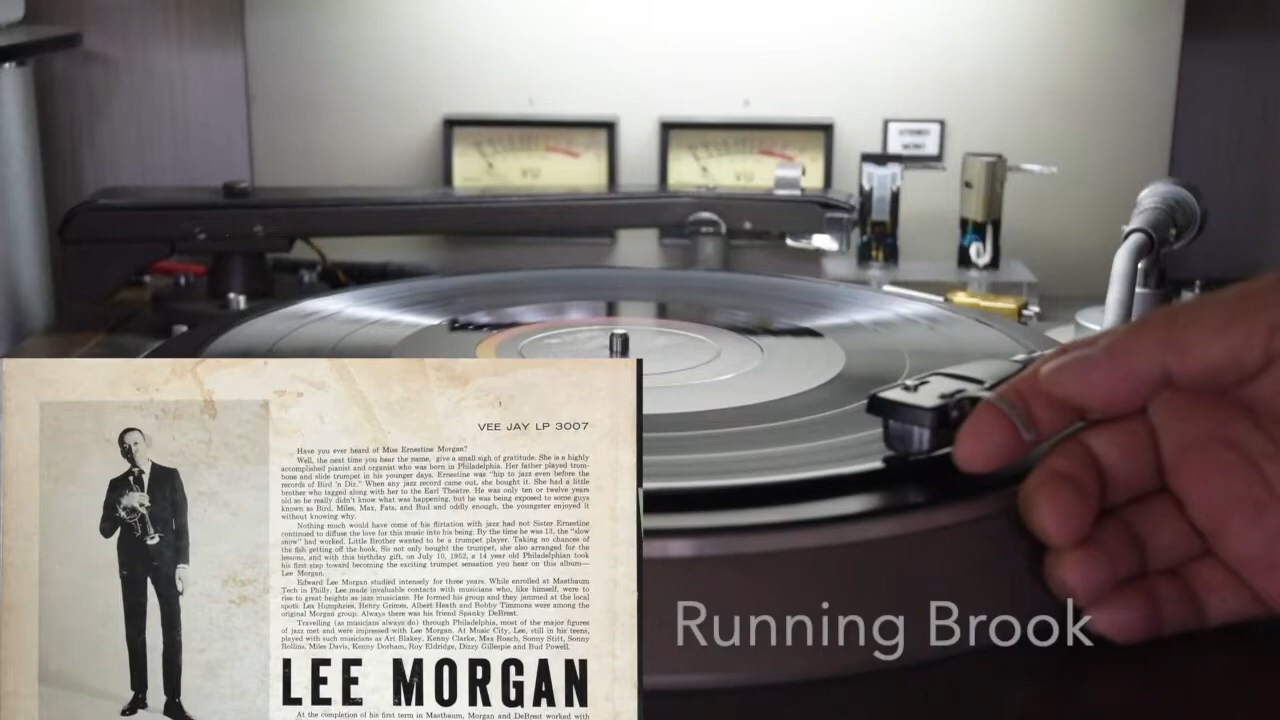 VU
VU
STEREO
MONO
VEE JAY LP 3007
Have you ever heard of Miss Ernestine Morgan?
Well, the next time you hear the name, give a small sigh of gratitude. She is a highly
accomplished pianist and organist who was born in Philadelphia. Her father played trom-
bone and slide trumpet in his younger days. Ernestine was "hip to jazz even before the
records of Bird 'n Diz." When any jazz record came out, she bought it. She had a little
brother who tagged along with her to the Earl Theatre. He was only ten or twelve years
old so he really didn't know what was happening, but he was being exposed to some guys
known as Bird, Miles, Max, Fats, and Bud and oddly enough, the youngster enjoyed it
without knowing why.
Nothing much would have come of his flirtation with jazz had not Sister Ernestine
continued to diffuse the love for this music into his being. By the time he was 13, the "slow
snow" had worked. Little Brother wanted to be a trumpet player. Taking no chances of
the fish getting off the hook, Sis not only bought the trumpet, she also arranged for the
lessons, and with this birthday gift, on July 10, 1952, a 14 year old Philadelphian took
his first step toward becoming the exciting trumpet sensation you hear on this album—
Lee Morgan.
Edward Lee Morgan studied intensely for three years. While enrolled at Mastbaum
Tech in Philly, Lee made invaluable contacts with musicians who, like himself, were to
rise to great heights as jazz musicians. He formed his group and they jammed at the local
spots. Lex Humphries, Henry Grimes, Albert Heath and Bobby Timmons were among the
original Morgan group. Always there was his friend Spanky DeBrest.
Travelling (as musicians always do) through Philadelphia, most of the major figures
of jazz met and were impressed with Lee Morgan. At Music City, Lee, still in his teens,
played with such musicians as Art Blakey, Kenny Clarke, Max Roach, Sonny Stitt, Sonny
Rollins, Miles Davis, Kenny Dorham, Roy Eldridge, Dizzy Gillespie and Bud Powell.
LEE MORGAN
At the completion of his first term in Mastbaum, Morgan and DeBrest worked with
Running Brook